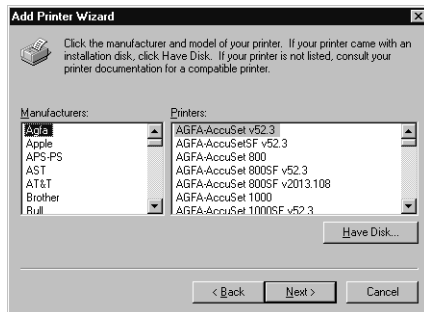 Add Printer Wizard
Click the manufacturer and model of your printer. If your printer came with an
installation disk, click Have Disk. If your printer is not listed, consult your
printer documentation for a compatible printer.
Manufacturers:
Agfa
Apple
APS-PS
AST
AT&T
Brother
Bull
Printers:
AGFA-AccuSet v52.3
AGFA-AccuSetSF v52.3
AGFA-AccuSet 800
AGFA-AccuSet 800SF v52.3
AGFA-AccuSet 800SF v2013.108
AGFA-AccuSet 1000
AGFA-AccuSet 1000SF v52.3
Have Disk...
< Back
Next >
Cancel